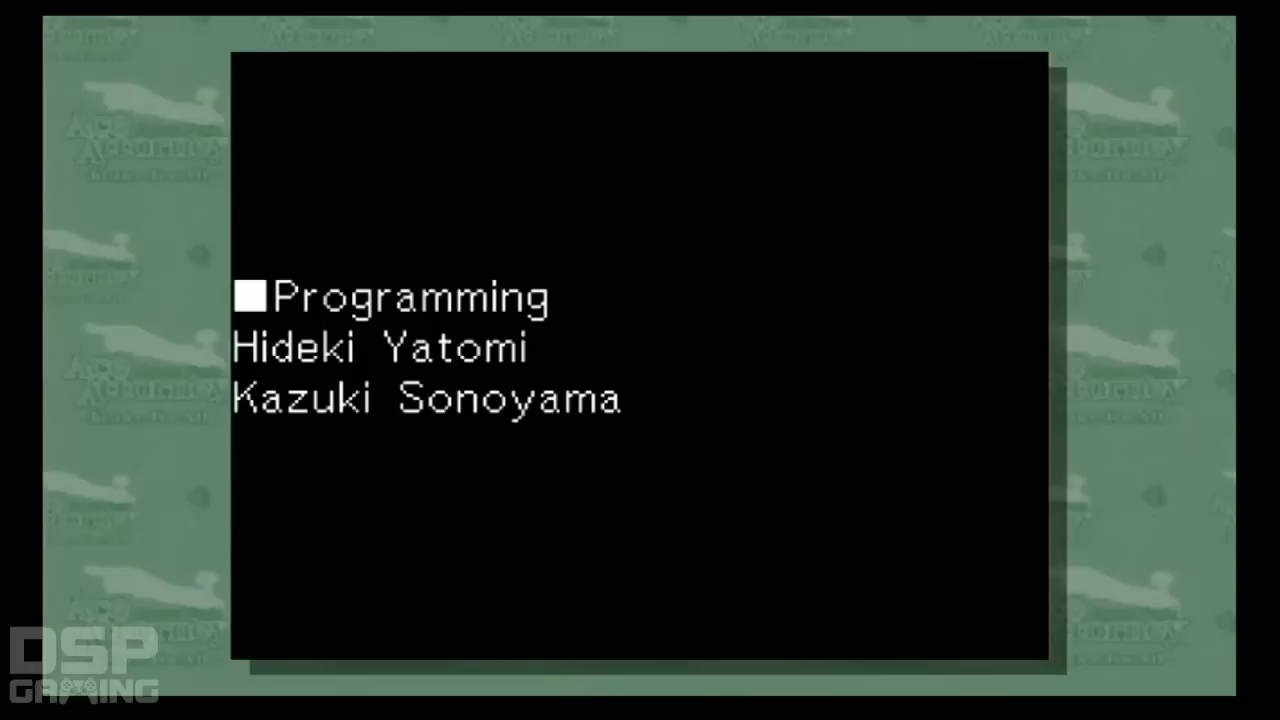 ■Programming
Hideki Yatomi
Kazuki Sonoyama
DSP
GAMING